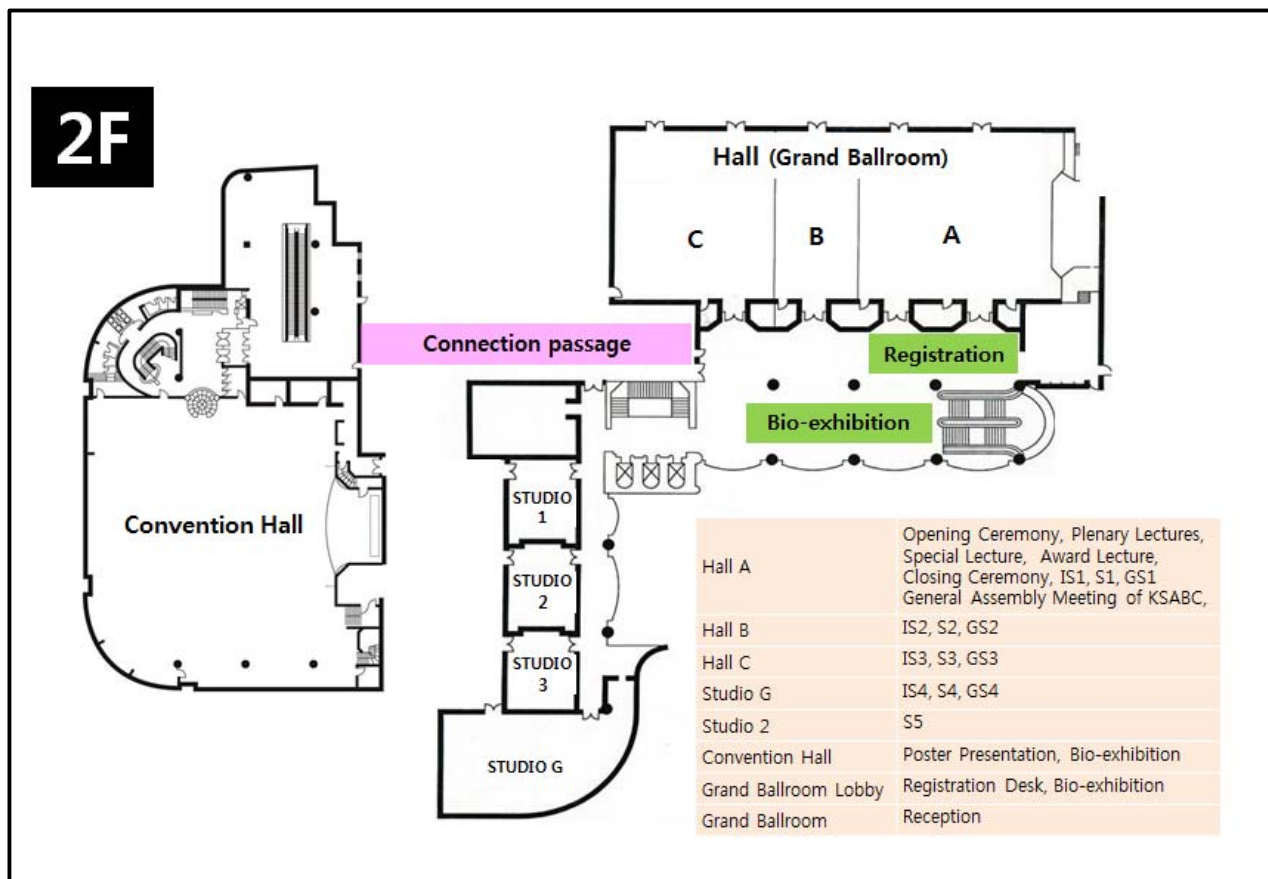 2F
Hall (Grand Ballroom)
C
B
A
Connection passage
Registration
Bio-exhibition
Convention Hall
STUDIO
1
STUDIO
2
STUDIO
3
STUDIO G
Hall A
Opening Ceremony, Plenary Lectures,
Special Lecture, Award Lecture,
Closing Ceremony, IS1, S1, GS1
General Assembly Meeting of KSABC,
Hall B IS2, S2, GS2
Hall C IS3, S3, GS3
Studio G IS4, S4, GS4
Studio 2 S5
Convention Hall Poster Presentation, Bio-exhibition
Grand Ballroom Lobby Registration Desk, Bio-exhibition
Grand Ballroom Reception